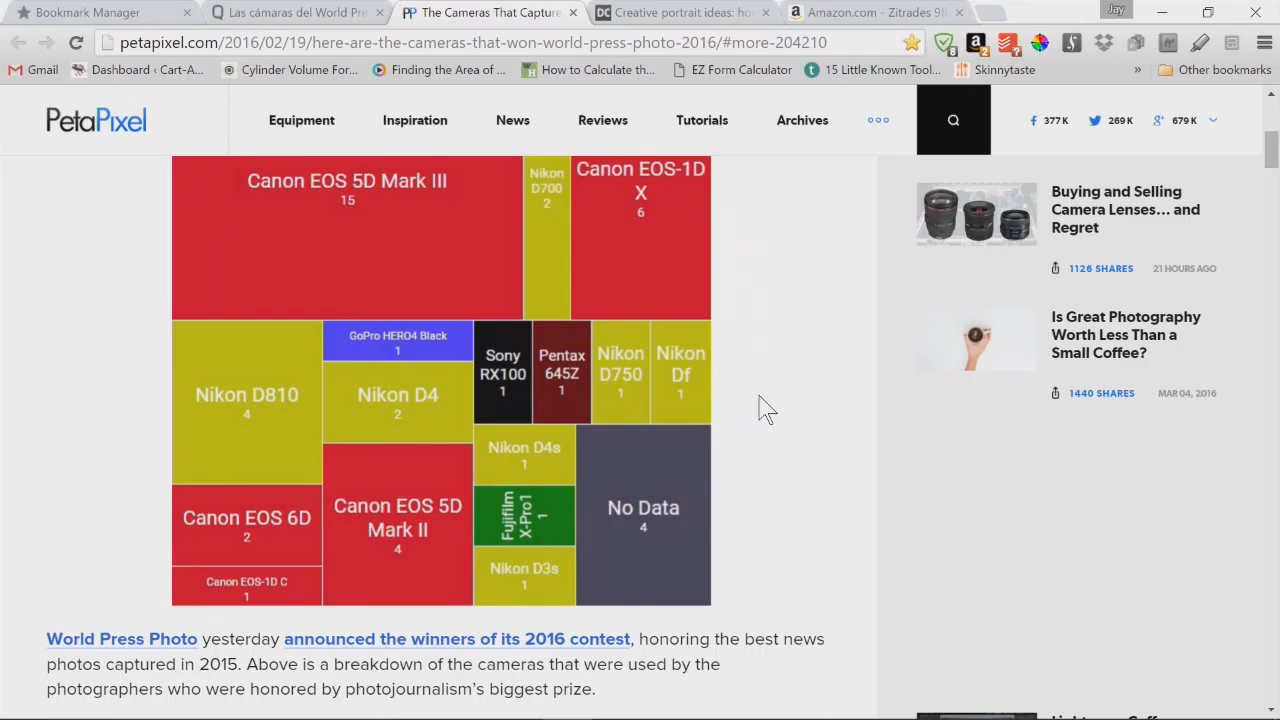 Bookmark Manager
Las cámaras del World Pre
The Cameras That Capture
Creative portrait ideas: how
Amazon.com - Zitrades 9ft
Jay
petapixel.com/2016/02/19/here-are-the-cameras-that-won-world-press-photo-2016/#more-204210
Gmail
Dashboard ‹ Cart-A...
Cylinder Volume For...
Finding the Area of ...
How to Calculate th...
EZ Form Calculator
15 Little Known Tool...
Skinnytaste
»
Other bookmarks
PetaPixel
Equipment
Inspiration
News
Reviews
Tutorials
Archives
377 K
269 K
679 K
Canon EOS 5D Mark III
15
Nikon
D700
2
Canon EOS-1D
X
6
Nikon D810
4
GoPro HERO4 Black
1
Nikon D4
2
Sony
RX100
1
Pentax
645Z
1
Nikon
D750
1
Nikon
Df
1
Canon EOS 6D
2
Canon EOS-1D C
1
Canon EOS 5D
Mark II
4
Nikon D4s
1
Fujifilm
X-Pro1
1
Nikon D3s
1
No Data
4
Buying and Selling
Camera Lenses... and
Regret
1126 SHARES
21 HOURS AGO
Is Great Photography
Worth Less Than a
Small Coffee?
1440 SHARES
MAR 04, 2016
World Press Photo yesterday announced the winners of its 2016 contest, honoring the best news
photos captured in 2015. Above is a breakdown of the cameras that were used by the
photographers who were honored by photojournalism's biggest prize.